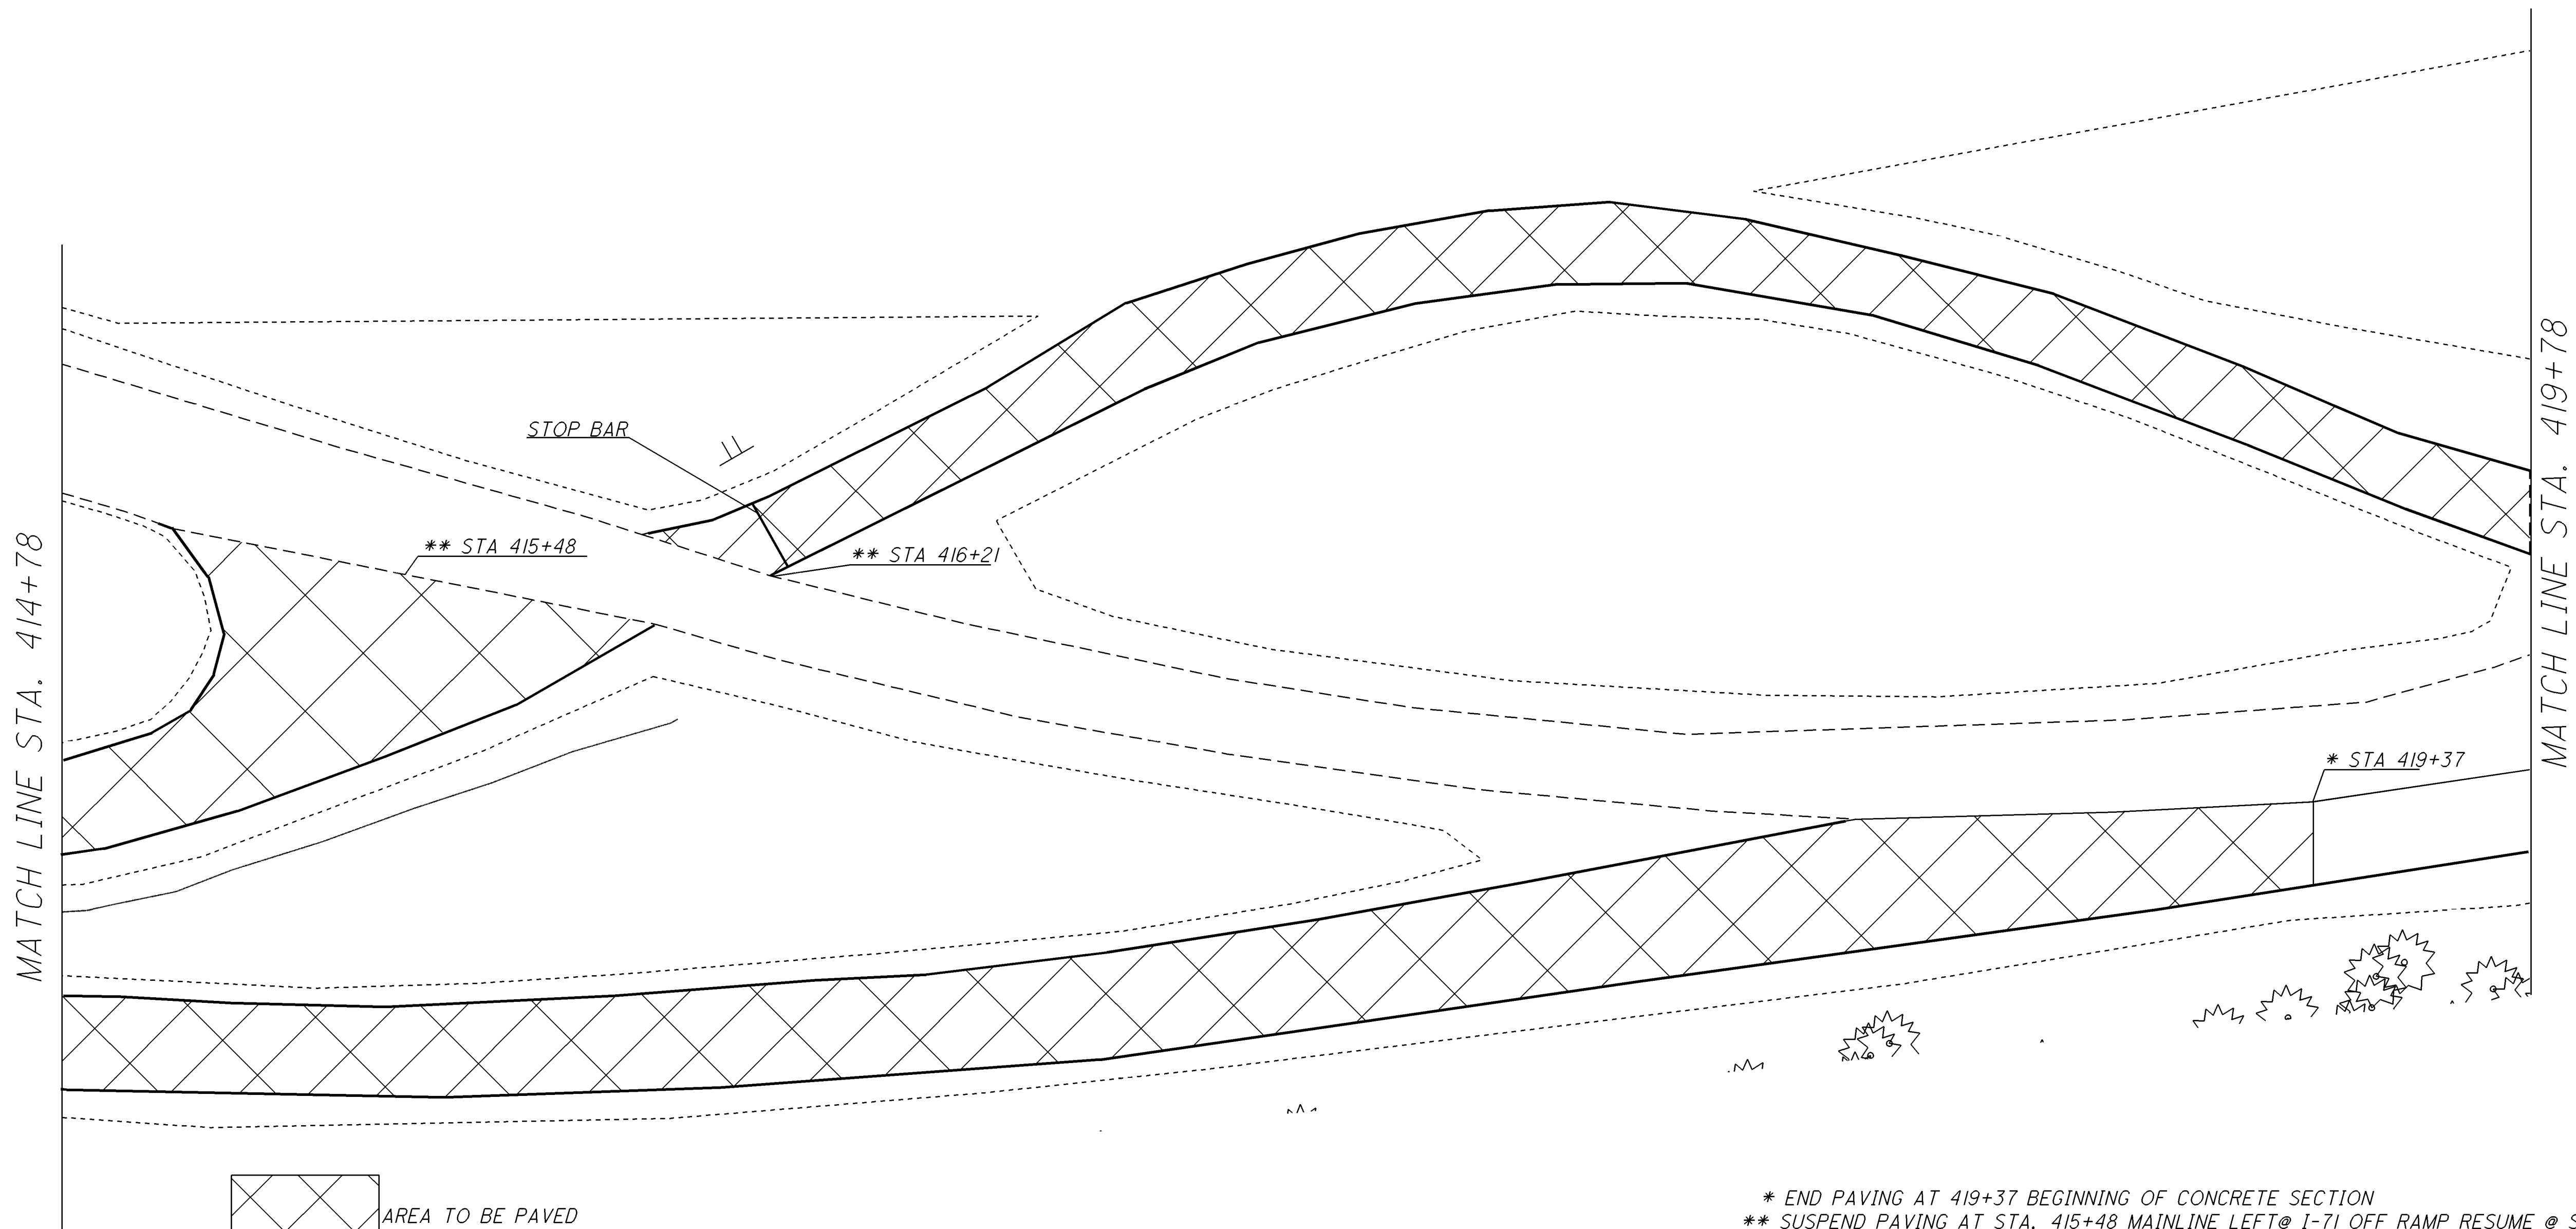 MATCH LINE STA. 414+78
STOP BAR
** STA 415+48
** STA 416+21
MATCH LINE STA. 419+78
* STA 419+37
AREA TO BE PAVED
* END PAVING AT 419+37 BEGINNING OF CONCRETE SECTION
** SUSPEND PAVING AT STA. 415+48 MAINLINE LEFT@ I-71 OFF RAMP RESUME @